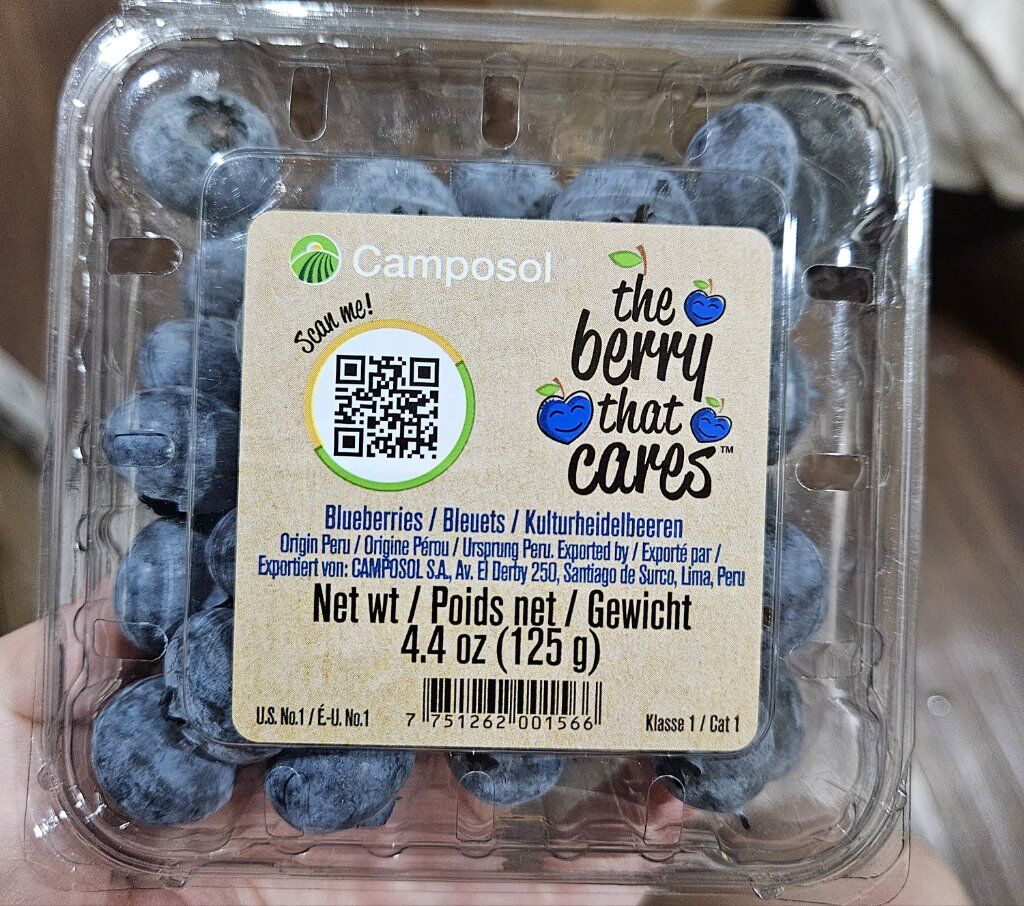 Camposol
Scan me!
the
berry
that
cares™
Blueberries / Bleuets / Kulturheidelbeeren
Origin Peru / Origine Pérou / Ursprung Peru. Exported by / Exporté par /
Exportiert von: CAMPOSOL S.A., Av. El Derby 250, Santiago de Surco, Lima, Peru
Net wt / Poids net / Gewicht
4.4 oz (125 g)
U.S. No.1 / É-U. No.1
7 751262 001566
Klasse 1 / Cat 1